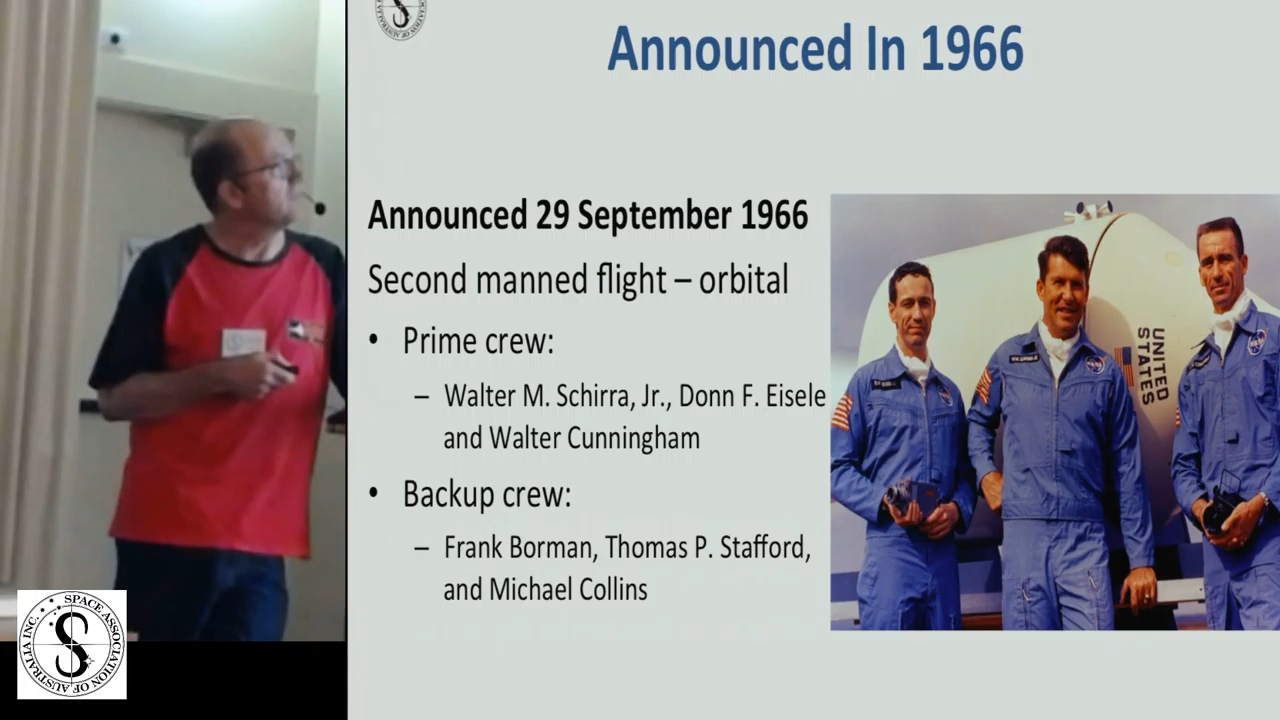 Announced In 1966
Announced 29 September 1966
Second manned flight – orbital
• Prime crew:
– Walter M. Schirra, Jr., Donn F. Eisele
and Walter Cunningham
• Backup crew:
– Frank Borman, Thomas P. Stafford,
and Michael Collins
UNITED
STATES
NASA
SPACE ASSOCIATION OF AUSTRALIA INC.
S